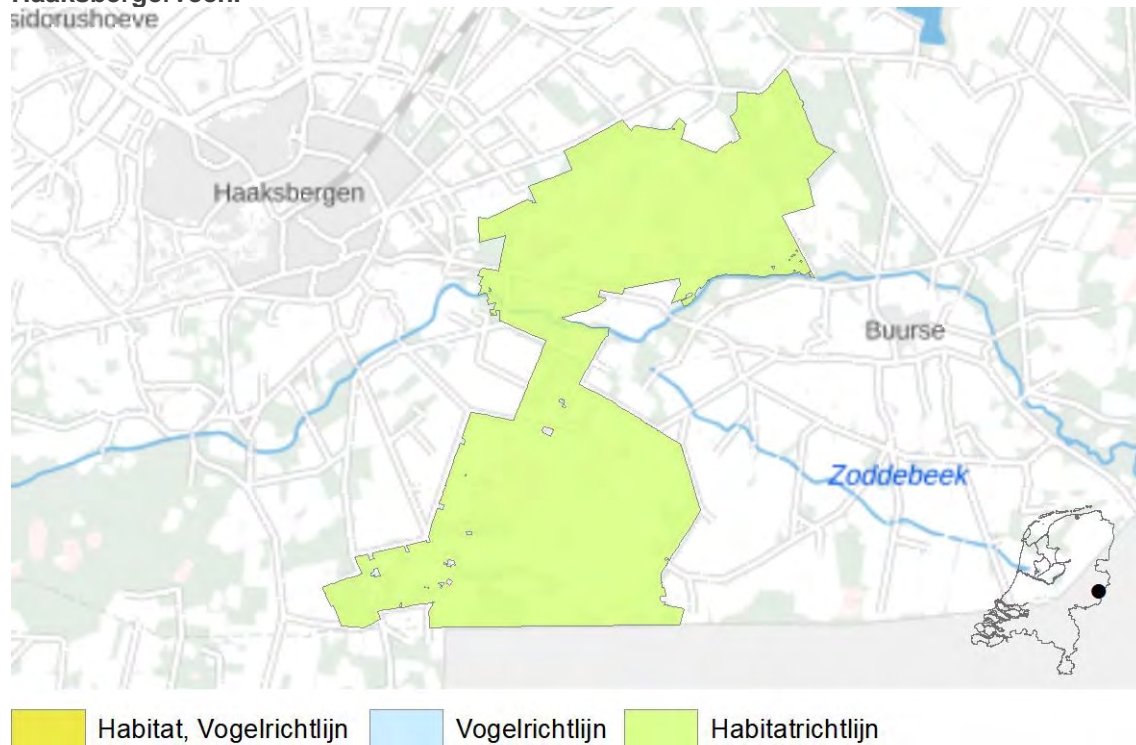 sidorushoeve
Haaksbergen
Buurse
Zoddebeek
Habitat, Vogelrichtlijn Vogelrichtlijn Habitatrichtlijn